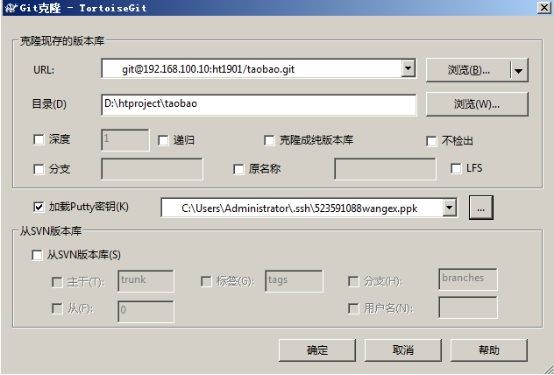 Git克隆 - TortoiseGit
克隆现存的版本库
URL: git@192.168.100.10:ht1901/taobao.git 浏览(B)...
目录(D) D:\htproject\taobao 浏览(W)...
深度 1 递归 克隆成纯版本库 不检出
分支 原名称 LFS
加载Putty密钥(K) C:\Users\Administrator\.ssh\523591088wangex.ppk ...
从SVN版本库
从SVN版本库(S)
主干(T): trunk 标签(G): tags 分支(H): branches
从(F): 0 用户名(N):
确定 取消 帮助